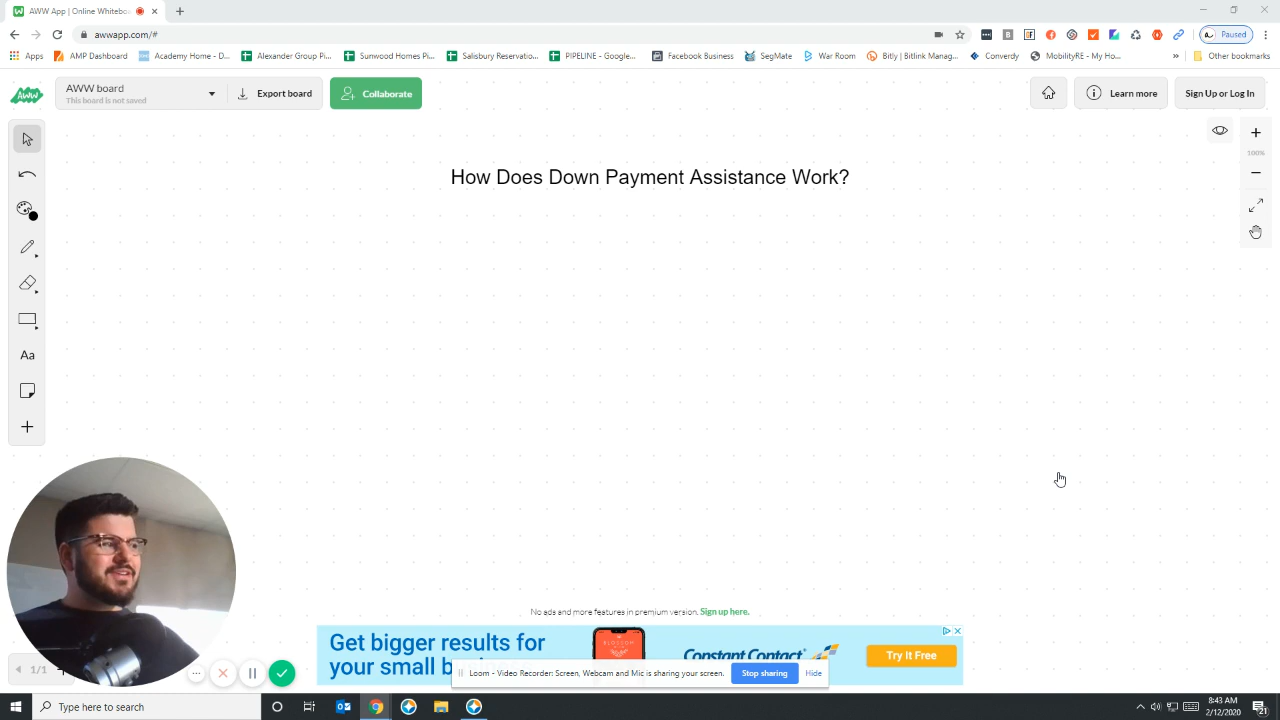 AWW App | Online Whitebo
awwapp.com/#
Paused
Apps
AMP Dashboard
Academy Home - D...
Alexander Group Pi...
Sunwood Homes Pi...
Salisbury Reservatio...
PIPELINE - Google...
Facebook Business
SegMate
War Room
Bitly | Bitlink Manag...
Converdy
MobilityRE - My Ho...
»
Other bookmarks
AWW
AWW board
This board is not saved
Export board
Collaborate
Learn more
Sign Up or Log In
100%
How Does Down Payment Assistance Work?
Aa
No ads and more features in premium version. Sign up here.
Get bigger results for
your small b
BLOSSOM
Constant Contact
Try It Free
1/1
Loom - Video Recorder: Screen, Webcam and Mic is sharing your screen.
Stop sharing
Hide
Type here to search
8:43 AM
2/12/2020